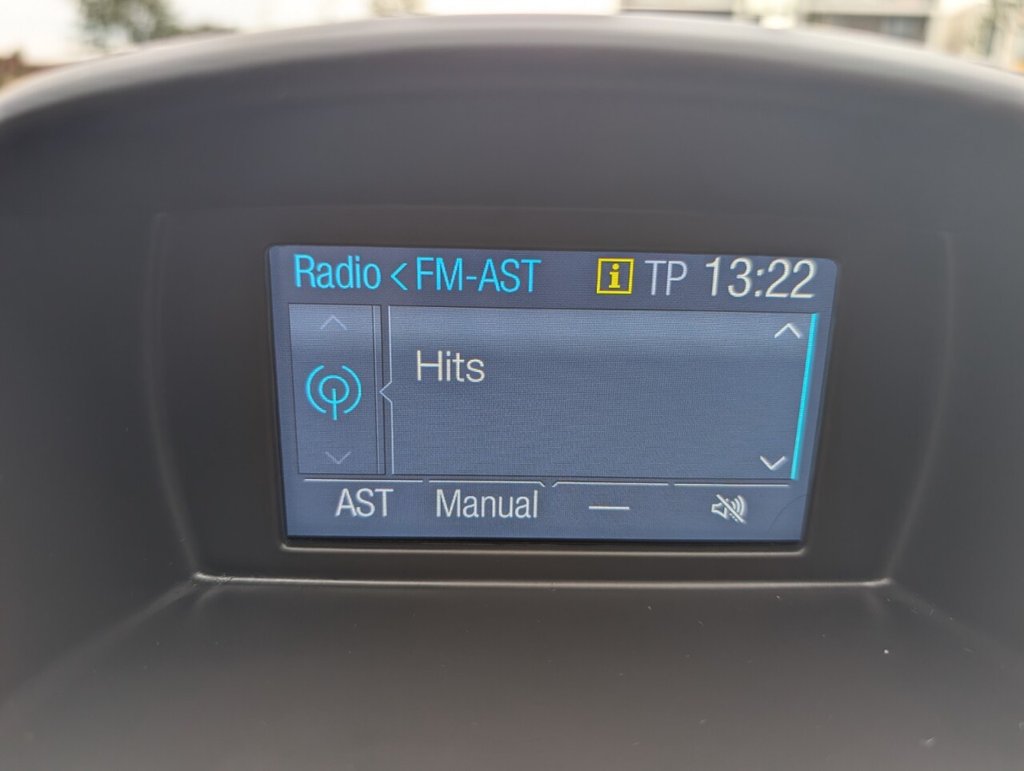 Radio < FM-AST i TP 13:22
Hits
AST Manual —